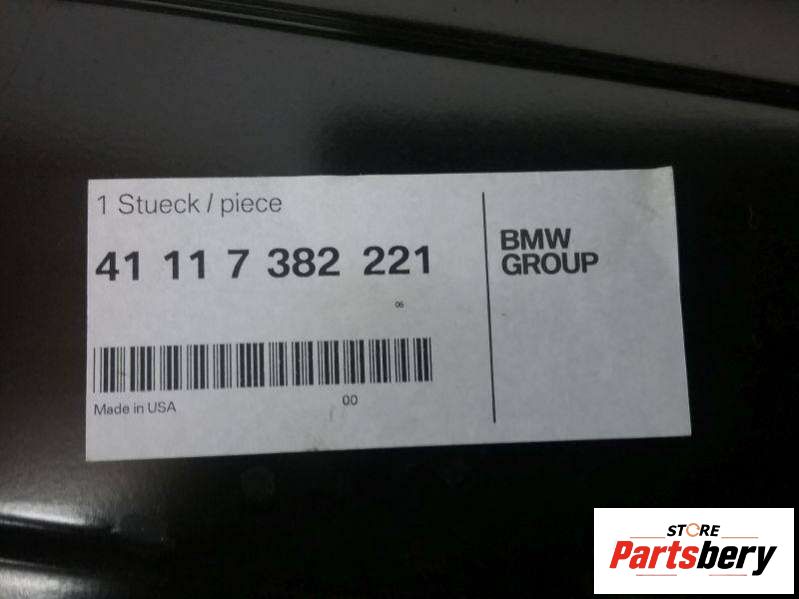 1 Stueck / piece
41 11 7 382 221
06
Made in USA
00
BMW
GROUP
STORE
Partsbery